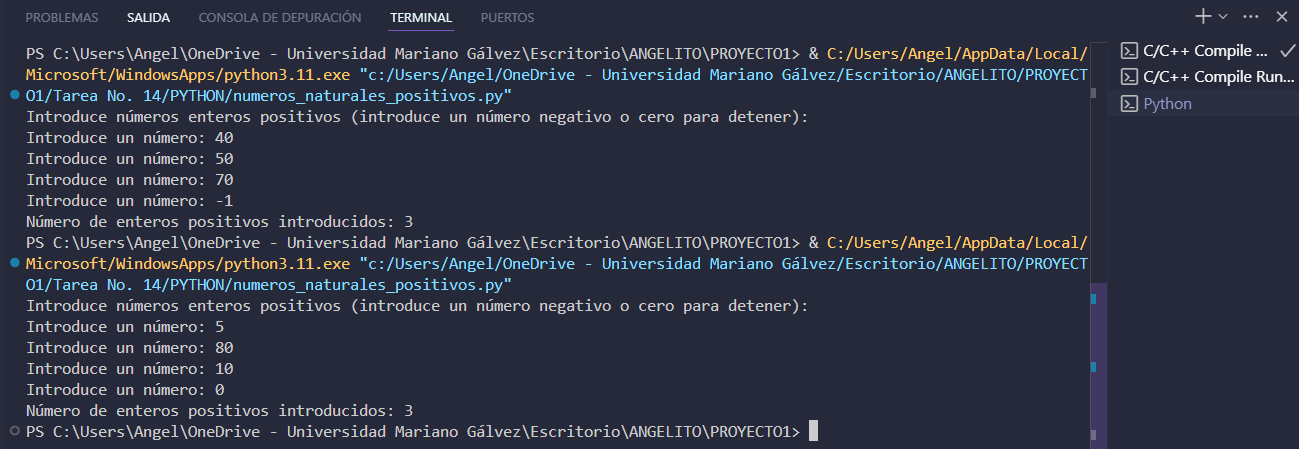 PROBLEMAS SALIDA CONSOLA DE DEPURACIÓN TERMINAL PUERTOS
PS C:\Users\Angel\OneDrive - Universidad Mariano Gálvez\Escritorio\ANGELITO\PROYECTO1> & C:/Users/Angel/AppData/Local/
Microsoft/WindowsApps/python3.11.exe "c:/Users/Angel/OneDrive - Universidad Mariano Gálvez/Escritorio/ANGELITO/PROYECT
O1/Tarea No. 14/PYTHON/numeros_naturales_positivos.py"
Introduce números enteros positivos (introduce un número negativo o cero para detener):
Introduce un número: 40
Introduce un número: 50
Introduce un número: 70
Introduce un número: -1
Número de enteros positivos introducidos: 3
PS C:\Users\Angel\OneDrive - Universidad Mariano Gálvez\Escritorio\ANGELITO\PROYECTO1> & C:/Users/Angel/AppData/Local/
Microsoft/WindowsApps/python3.11.exe "c:/Users/Angel/OneDrive - Universidad Mariano Gálvez/Escritorio/ANGELITO/PROYECT
O1/Tarea No. 14/PYTHON/numeros_naturales_positivos.py"
Introduce números enteros positivos (introduce un número negativo o cero para detener):
Introduce un número: 5
Introduce un número: 80
Introduce un número: 10
Introduce un número: 0
Número de enteros positivos introducidos: 3
PS C:\Users\Angel\OneDrive - Universidad Mariano Gálvez\Escritorio\ANGELITO\PROYECTO1>
C/C++ Compile ...
C/C++ Compile Run...
Python